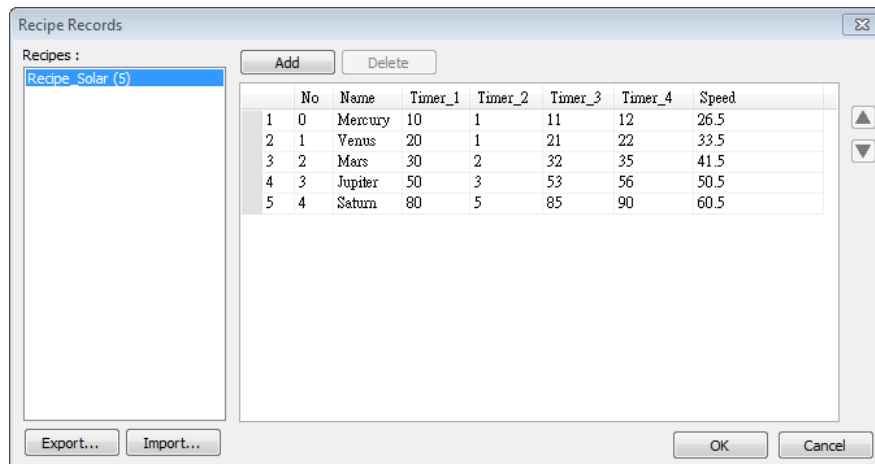 Recipe Records
Recipes :
Recipe_Solar (5)
Add Delete
No Name Timer_1 Timer_2 Timer_3 Timer_4 Speed
1 0 Mercury 10 1 11 12 26.5
2 1 Venus 20 1 21 22 33.5
3 2 Mars 30 2 32 35 41.5
4 3 Jupiter 50 3 53 56 50.5
5 4 Saturn 80 5 85 90 60.5
Export... Import... OK Cancel